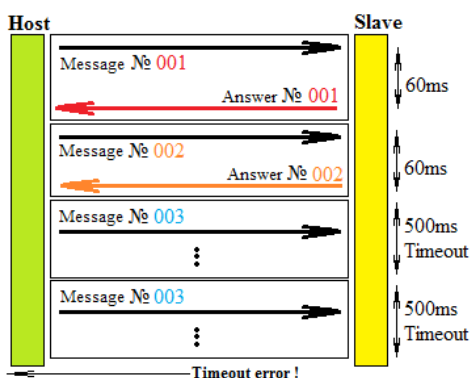 Host
Slave
Message № 001
Answer № 001
60ms
Message № 002
Answer № 002
60ms
Message № 003
500ms
Timeout
Message № 003
500ms
Timeout
Timeout error !